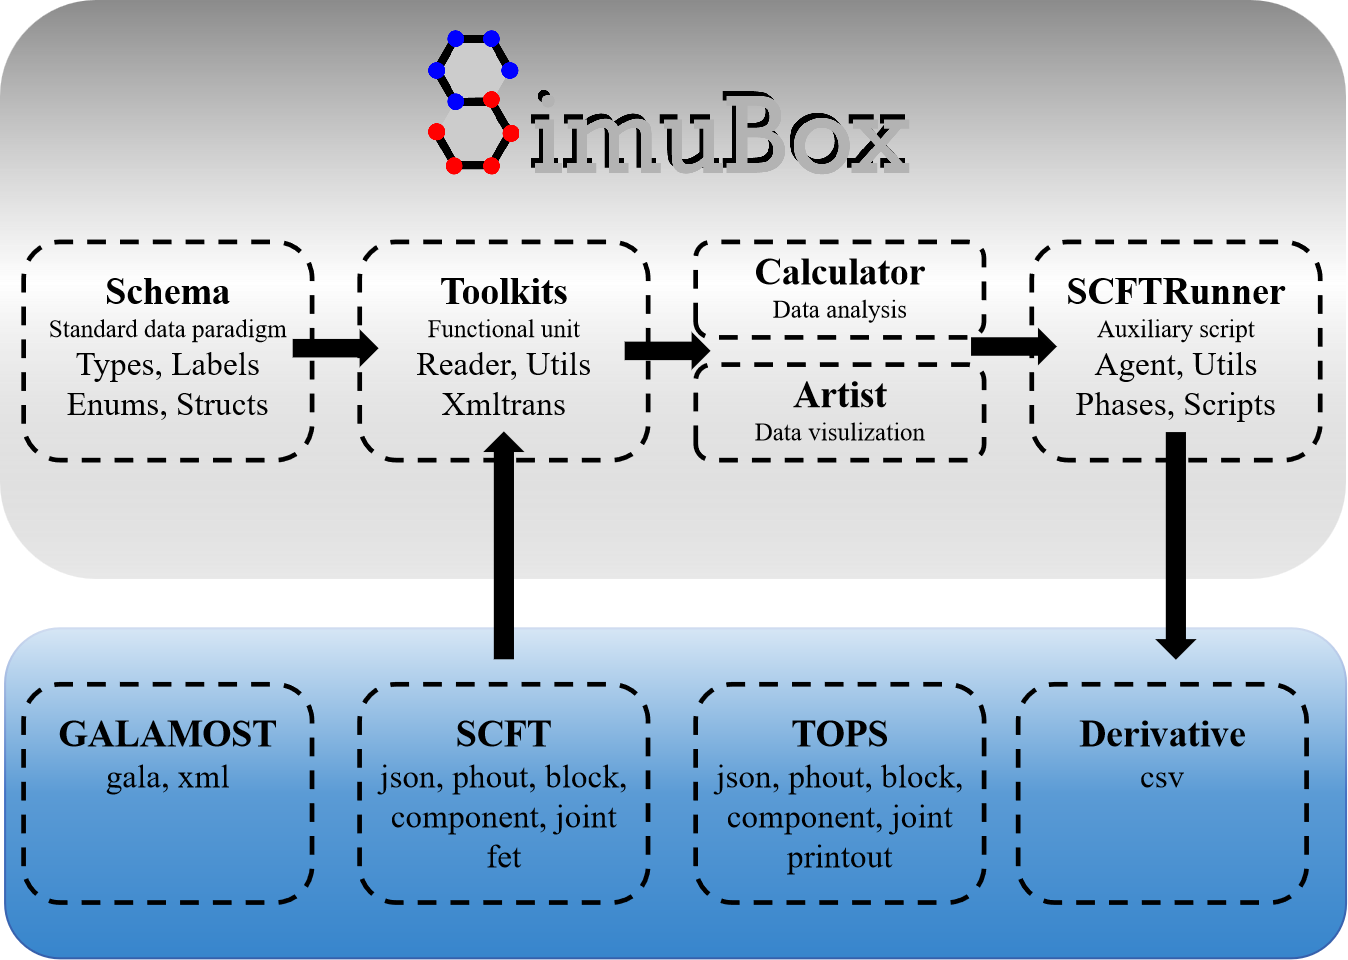 SimuBox
Schema
Standard data paradigm
Types, Labels
Enums, Structs
Toolkits
Functional unit
Reader, Utils
Xmltrans
Calculator
Data analysis
Artist
Data visulization
SCFTRunner
Auxiliary script
Agent, Utils
Phases, Scripts
GALAMOST
gala, xml
SCFT
json, phout, block,
component, joint
fet
TOPS
json, phout, block,
component, joint
printout
Derivative
csv